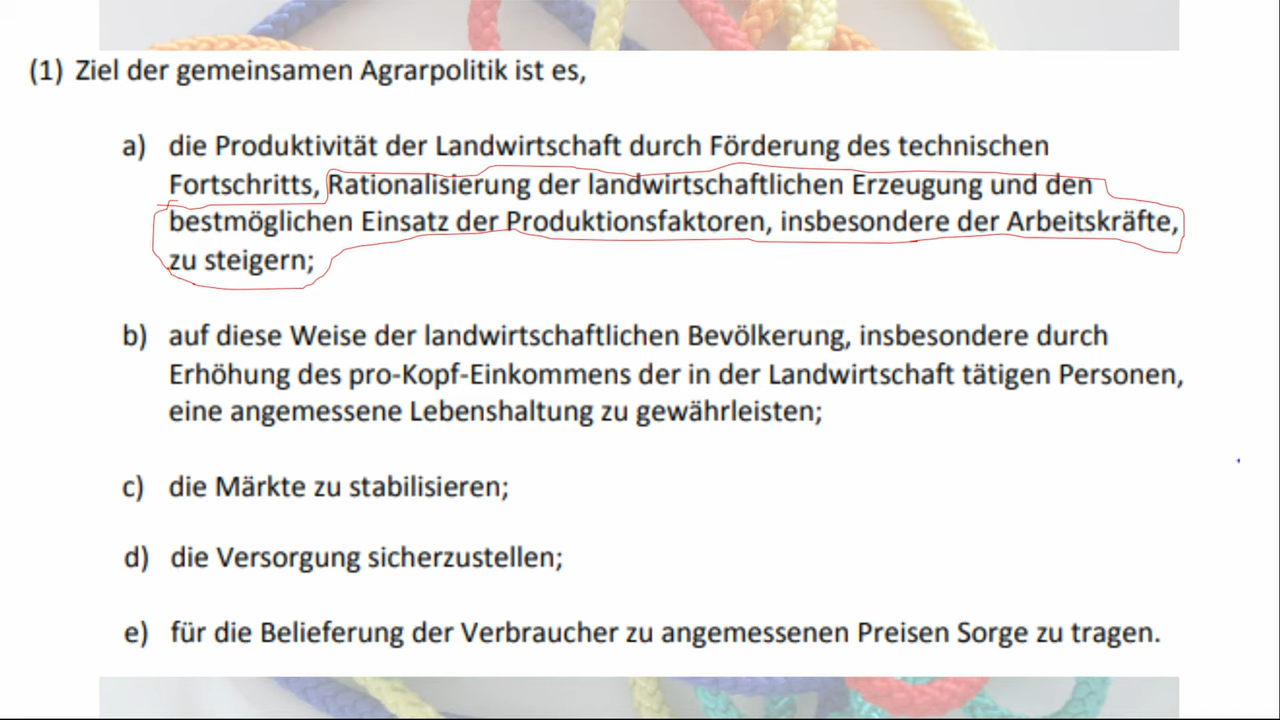 (1) Ziel der gemeinsamen Agrarpolitik ist es,
a) die Produktivität der Landwirtschaft durch Förderung des technischen
Fortschritts, Rationalisierung der landwirtschaftlichen Erzeugung und den
bestmöglichen Einsatz der Produktionsfaktoren, insbesondere der Arbeitskräfte,
zu steigern;
b) auf diese Weise der landwirtschaftlichen Bevölkerung, insbesondere durch
Erhöhung des pro-Kopf-Einkommens der in der Landwirtschaft tätigen Personen,
eine angemessene Lebenshaltung zu gewährleisten;
c) die Märkte zu stabilisieren;
d) die Versorgung sicherzustellen;
e) für die Belieferung der Verbraucher zu angemessenen Preisen Sorge zu tragen.